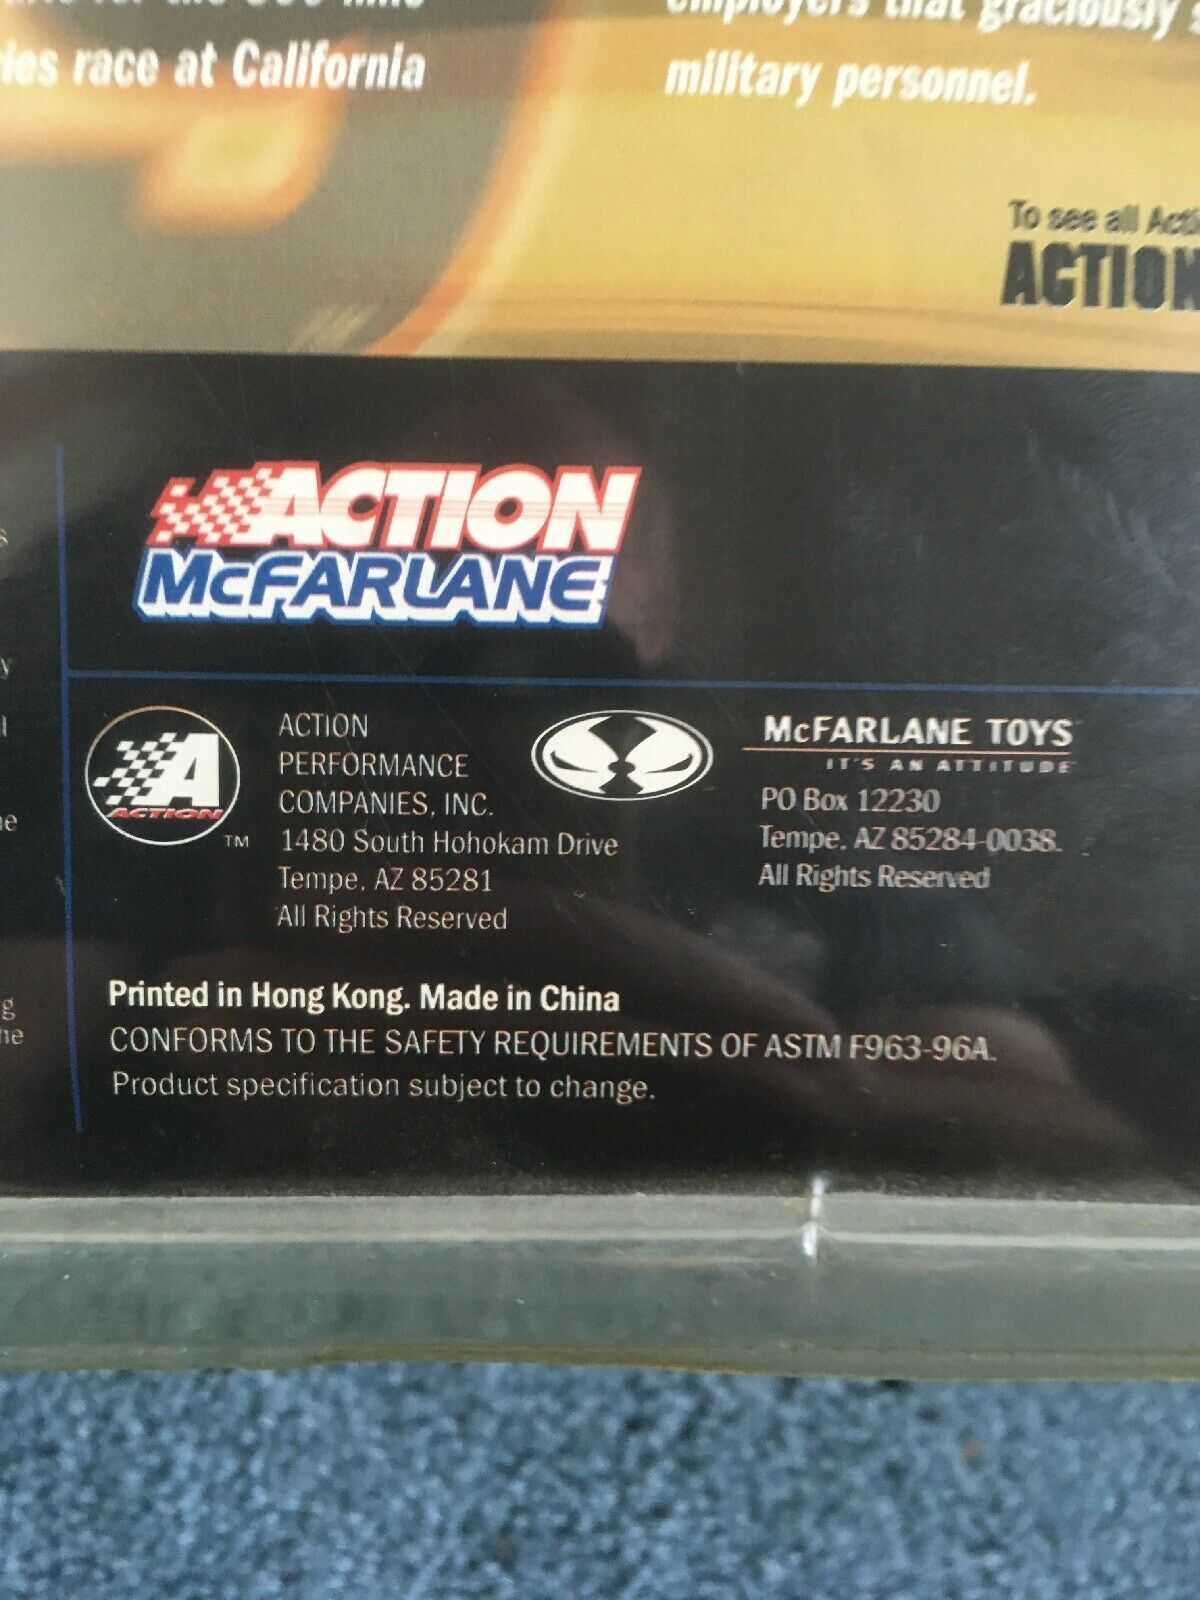 race at California
that graciously
military personnel.
To see all
ACTION
ACTION
McFARLANE
ACTION
ACTION
PERFORMANCE
COMPANIES, INC.
1480 South Hohokam Drive
Tempe, AZ 85281
All Rights Reserved
TM
McFARLANE TOYS
IT'S AN ATTITUDE
PO Box 12230
Tempe, AZ 85284-0038.
All Rights Reserved
Printed in Hong Kong. Made in China
CONFORMS TO THE SAFETY REQUIREMENTS OF ASTM F963-96A.
Product specification subject to change.